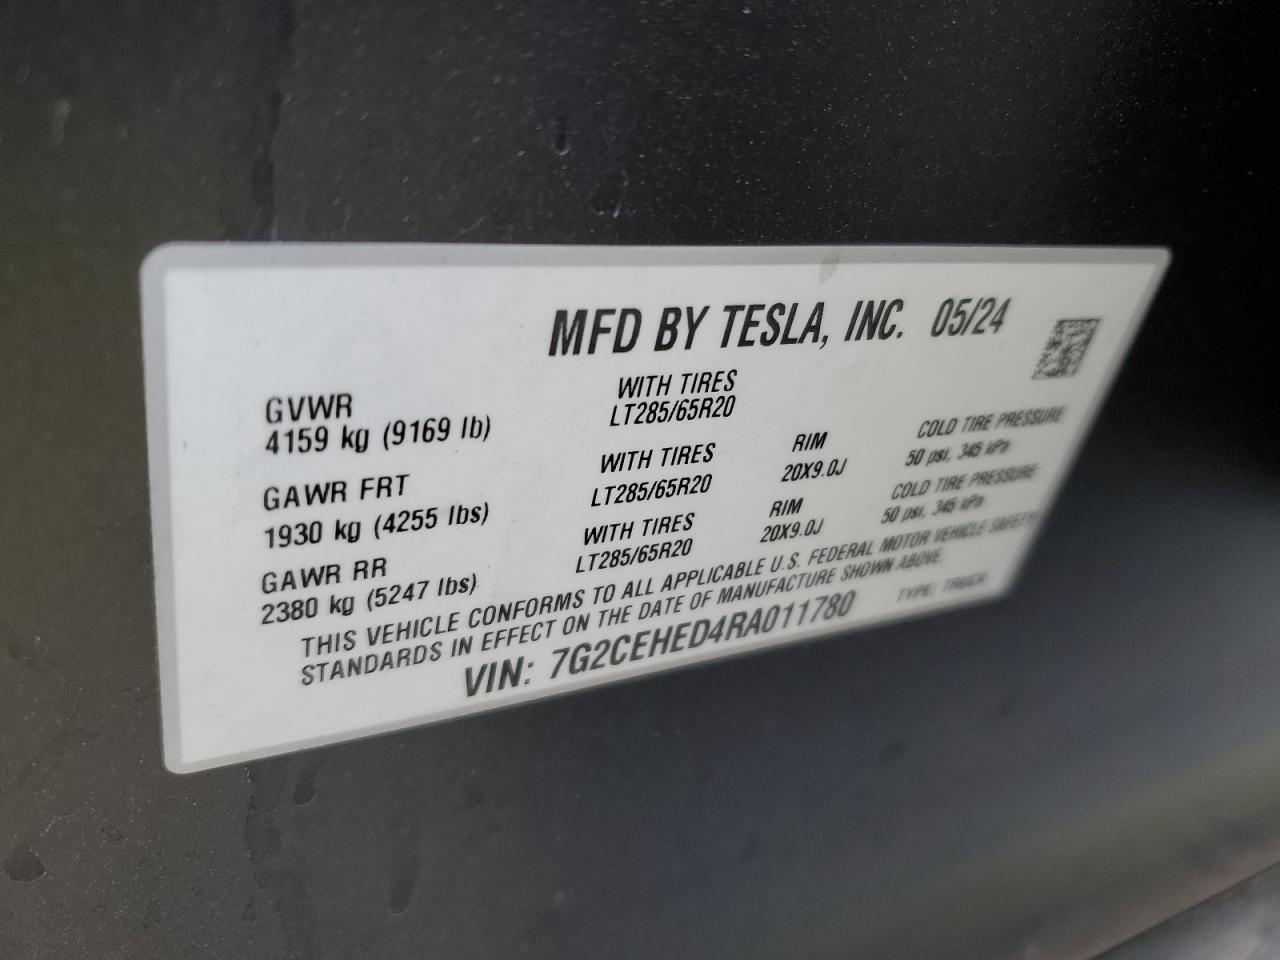 MFD BY TESLA, INC. 05/24
GVWR WITH TIRES
4159 kg (9169 lb) LT285/65R20
GAWR FRT WITH TIRES RIM COLD TIRE PRESSURE
1930 kg (4255 lbs) LT285/65R20 20X9.0J 50 psi, 345 kPa
GAWR RR WITH TIRES RIM COLD TIRE PRESSURE
2380 kg (5247 lbs) LT285/65R20 20X9.0J 50 psi, 345 kPa
THIS VEHICLE CONFORMS TO ALL APPLICABLE U.S. FEDERAL MOTOR VEHICLE SAFETY
STANDARDS IN EFFECT ON THE DATE OF MANUFACTURE SHOWN ABOVE.
VIN: 7G2CEHED4RA011780 TYPE: TRUCK